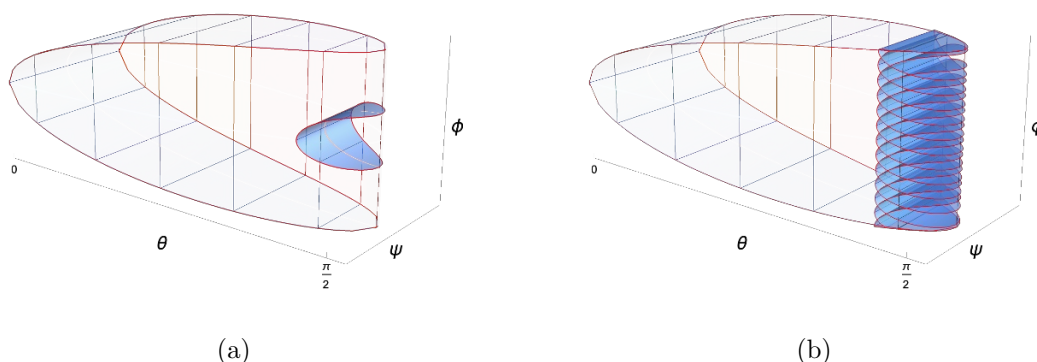 ϕ ϕ
0 0
θ ψ θ ψ
π/2 π/2
(a) (b)